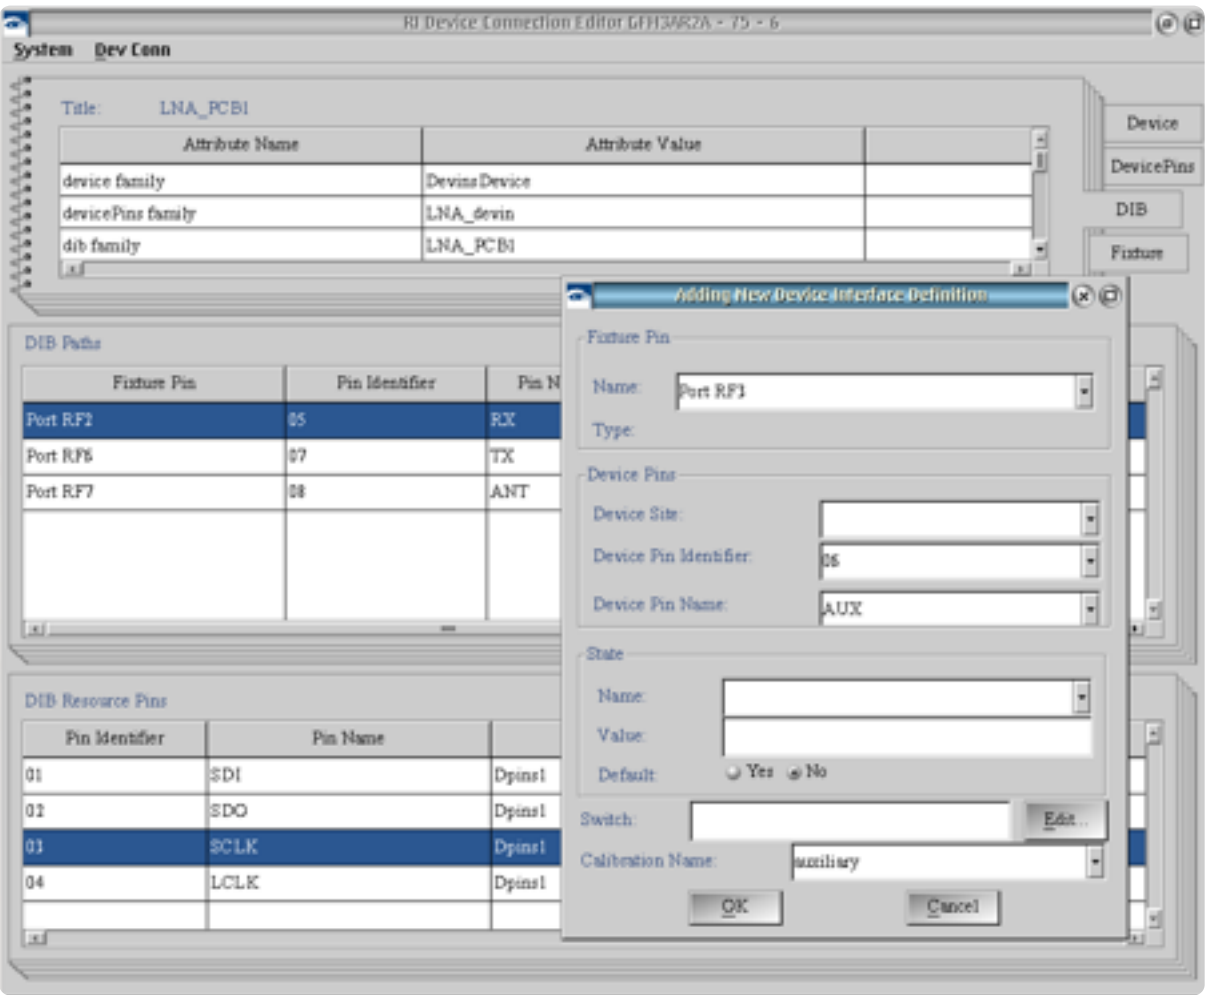 RI Device Connection Editor GFH3AR2A - 75 - 6
System Dev Conn
Title: LNA_PCB1
Attribute Name Attribute Value
device family DevinsDevice
devicePins family LNA_devin
dib family LNA_PCB1
Device
DevicePins
DIB
Fixture
DIB Paths
Fixture Pin Pin Identifier Pin N
Port RF2 05 RX
Port RF6 07 TX
Port RF7 08 ANT
DIB Resource Pins
Pin Identifier Pin Name
01 SDI Dpins1
02 SDO Dpins1
03 SCLK Dpins1
04 LCLK Dpins1
Adding New Device Interface Definition
Fixture Pin
Name: Port RF3
Type:
Device Pins
Device Site:
Device Pin Identifier: 06
Device Pin Name: AUX
State
Name:
Value:
Default: Yes No
Switch: Edit...
Calibration Name: auxiliary
OK Cancel